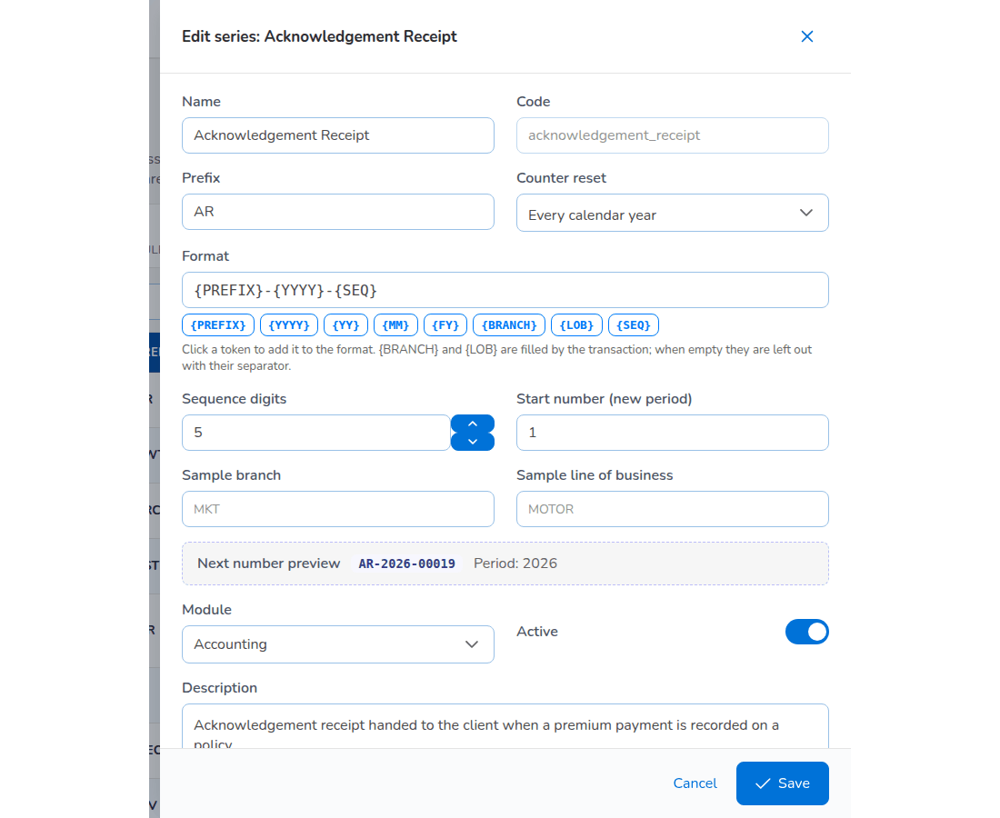 Edit series: Acknowledgement Receipt
Name
Code
Acknowledgement Receipt
acknowledgement_receipt
Prefix
Counter reset
AR
Every calendar year
Format
{PREFIX}-{YYYY}-{SEQ}
{PREFIX} {YYYY} {YY} {MM} {FY} {BRANCH} {LOB} {SEQ}
Click a token to add it to the format. {BRANCH} and {LOB} are filled by the transaction; when empty they are left out
with their separator.
Sequence digits
Start number (new period)
5
1
Sample branch
Sample line of business
MKT
MOTOR
Next number preview AR-2026-00019 Period: 2026
Module
Accounting
Active
Description
Acknowledgement receipt handed to the client when a premium payment is recorded on a
policy
Cancel
Save